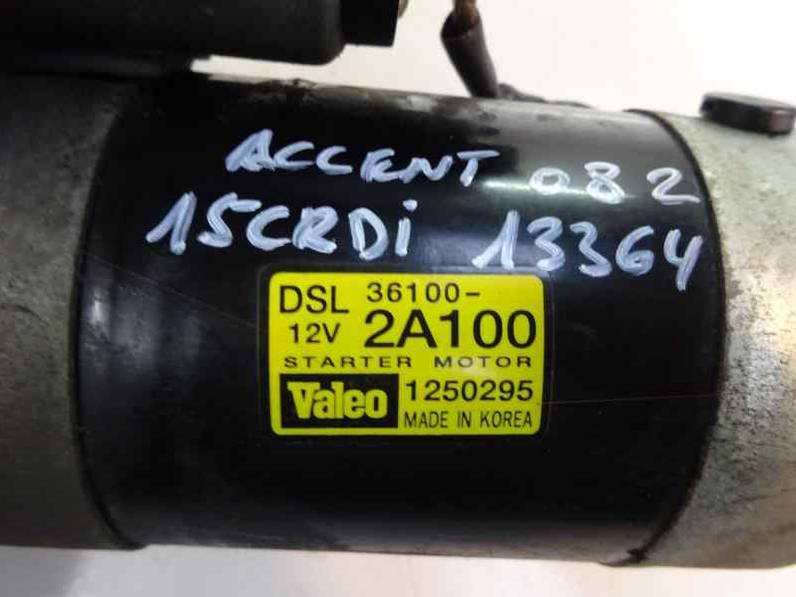 ACCENT 082
15CRDi 13364
DSL 36100-
12V 2A100
STARTER MOTOR
Valeo 1250295
MADE IN KOREA